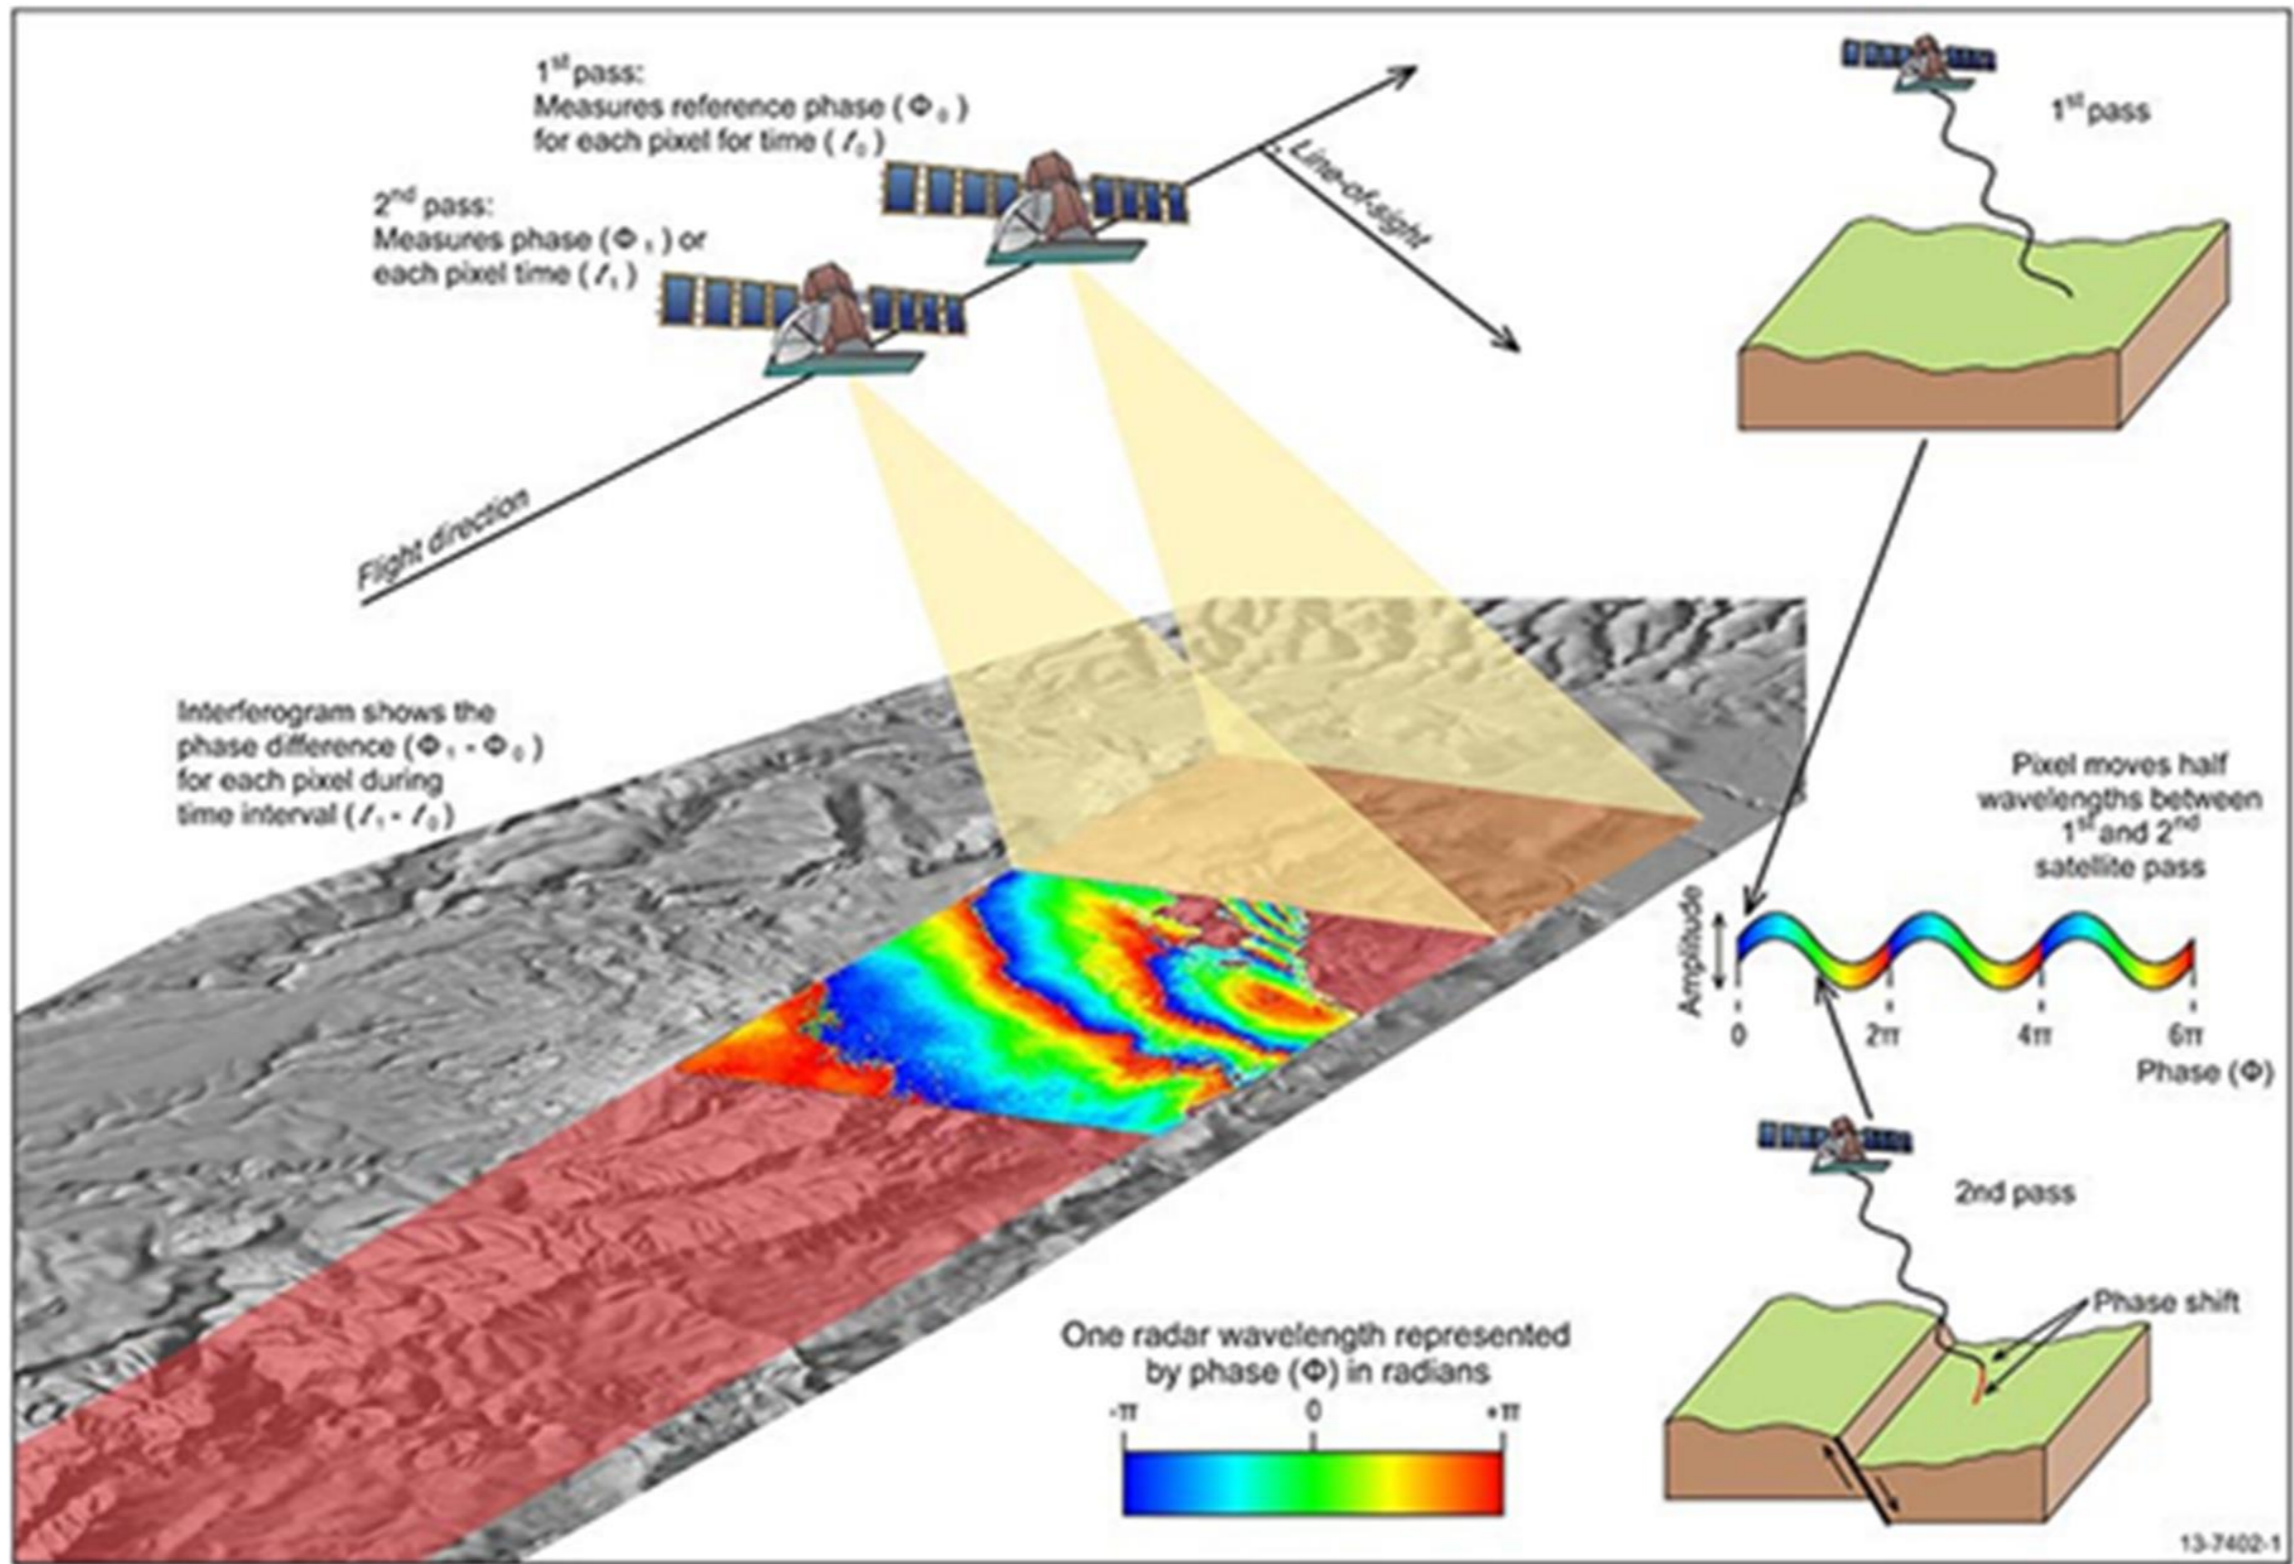 1st pass:
Measures reference phase (Φ0)
for each pixel for time (t0)
2nd pass:
Measures phase (Φ1) or
each pixel time (t1)
Line-of-sight
Flight direction
1st pass
Interferogram shows the
phase difference (Φ1 - Φ0)
for each pixel during
time interval (t1 - t0)
Pixel moves half
wavelengths between
1st and 2nd
satellite pass
Amplitude
0 2π 4π 6π
Phase (Φ)
2nd pass
Phase shift
One radar wavelength represented
by phase (Φ) in radians
-π 0 +π
13-7402-1